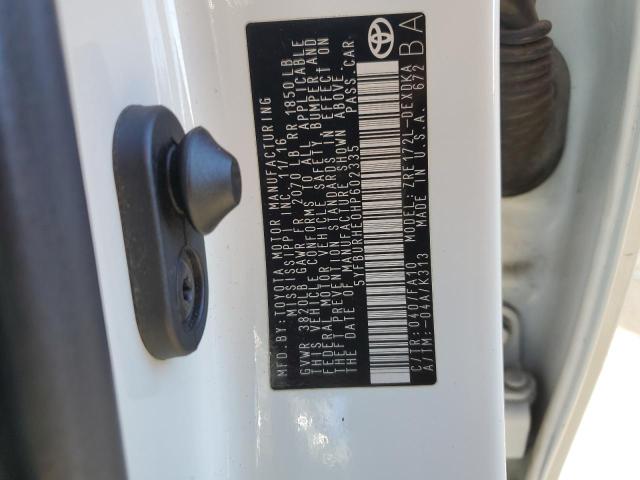 MFD. BY: TOYOTA MOTOR MANUFACTURING
MISSISSIPPI INC. 11/16
GVWR 3820LB GAWR FR 2070 LB RR 1850LB
THIS VEHICLE CONFORMS TO ALL APPLICABLE
FEDERAL MOTOR VEHICLE SAFETY, BUMPER AND
THEFT PREVENTION STANDARDS IN EFFECT ON
THE DATE OF MANUFACTURE SHOWN ABOVE.
5YFBURHE0HP602335 PASS. CAR
C/TR: 040/FA10 MODEL: ZRE172L-DEXDKA
A/TM: -04A/K313 MADE IN U.S.A. 672
BA